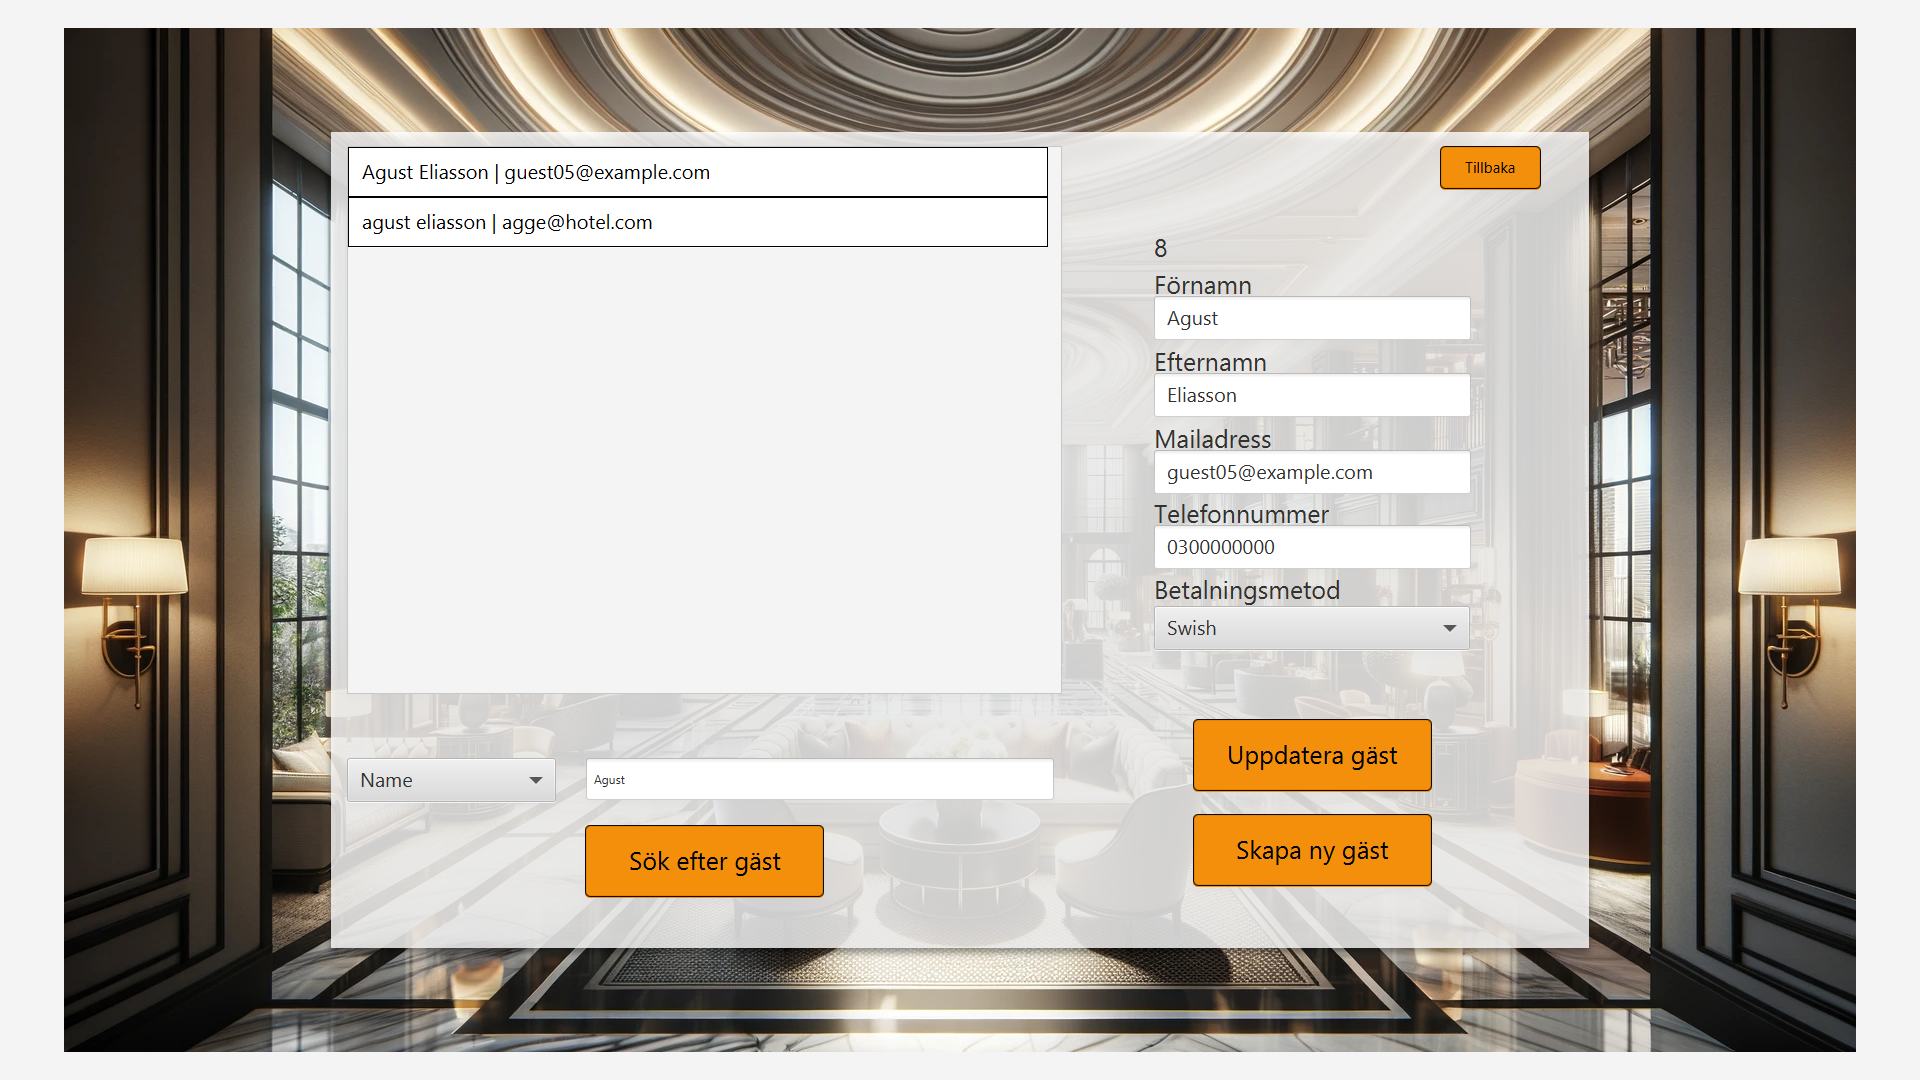 Agust Eliasson | guest05@example.com
agust eliasson | agge@hotel.com
Tillbaka
8
Förnamn
Agust
Efternamn
Eliasson
Mailadress
guest05@example.com
Telefonnummer
0300000000
Betalningsmetod
Swish
Name
Agust
Sök efter gäst
Uppdatera gäst
Skapa ny gäst